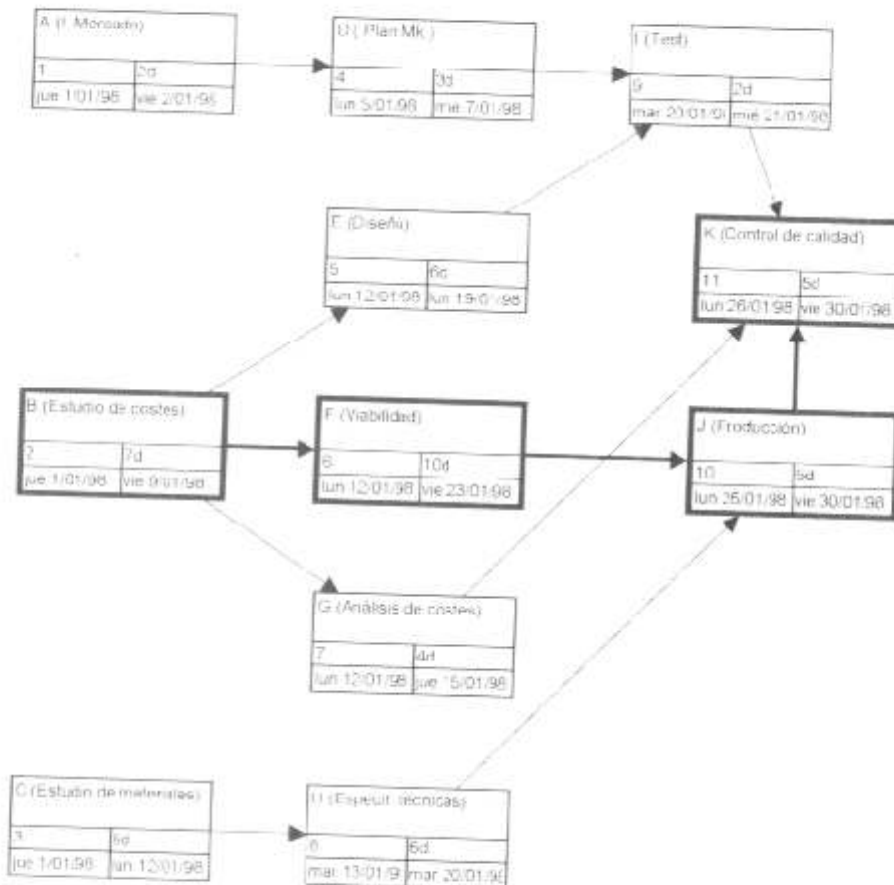 A (I. Mercado)
1 2d
jue 1/01/98 vie 2/01/98
D ( Plan Mk.)
4 3d
lun 5/01/98 mié 7/01/98
I (Test)
9 2d
mar 20/01/9 mié 21/01/98
E (Diseño)
5 6d
lun 12/01/98 lun 19/01/98
K (Control de calidad)
11 5d
lun 26/01/98 vie 30/01/98
B (Estudio de costes)
2 7d
jue 1/01/98 vie 9/01/98
F (Viabilidad)
6 10d
lun 12/01/98 vie 23/01/98
J (Producción)
10 5d
lun 26/01/98 vie 30/01/98
G (Análisis de costes)
7 4d
lun 12/01/98 jue 15/01/98
C (Estudio de materiales)
3
jue 1/01/98 lun 12/01/98
H (Especif. técnicas)
8 6d
mar 13/01/9 mar 20/01/98